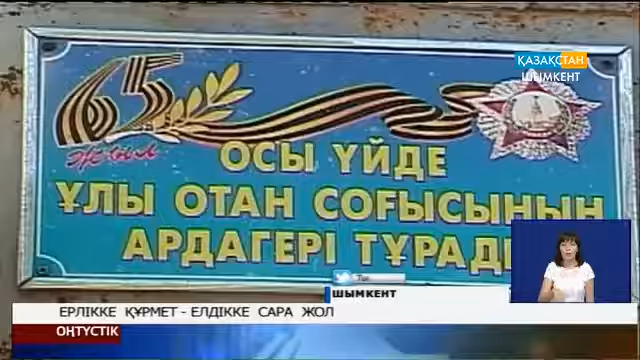 ҚАЗАҚСТАН
ШЫМКЕНТ
65
жыл
ОСЫ ҮЙДЕ
ҰЛЫ ОТАН СОҒЫСЫНЫҢ
АРДАГЕРІ ТҰРАДЫ
ШЫМКЕНТ
ЕРЛІККЕ ҚҰРМЕТ - ЕЛДІККЕ САРА ЖОЛ
ОҢТҮСТІК